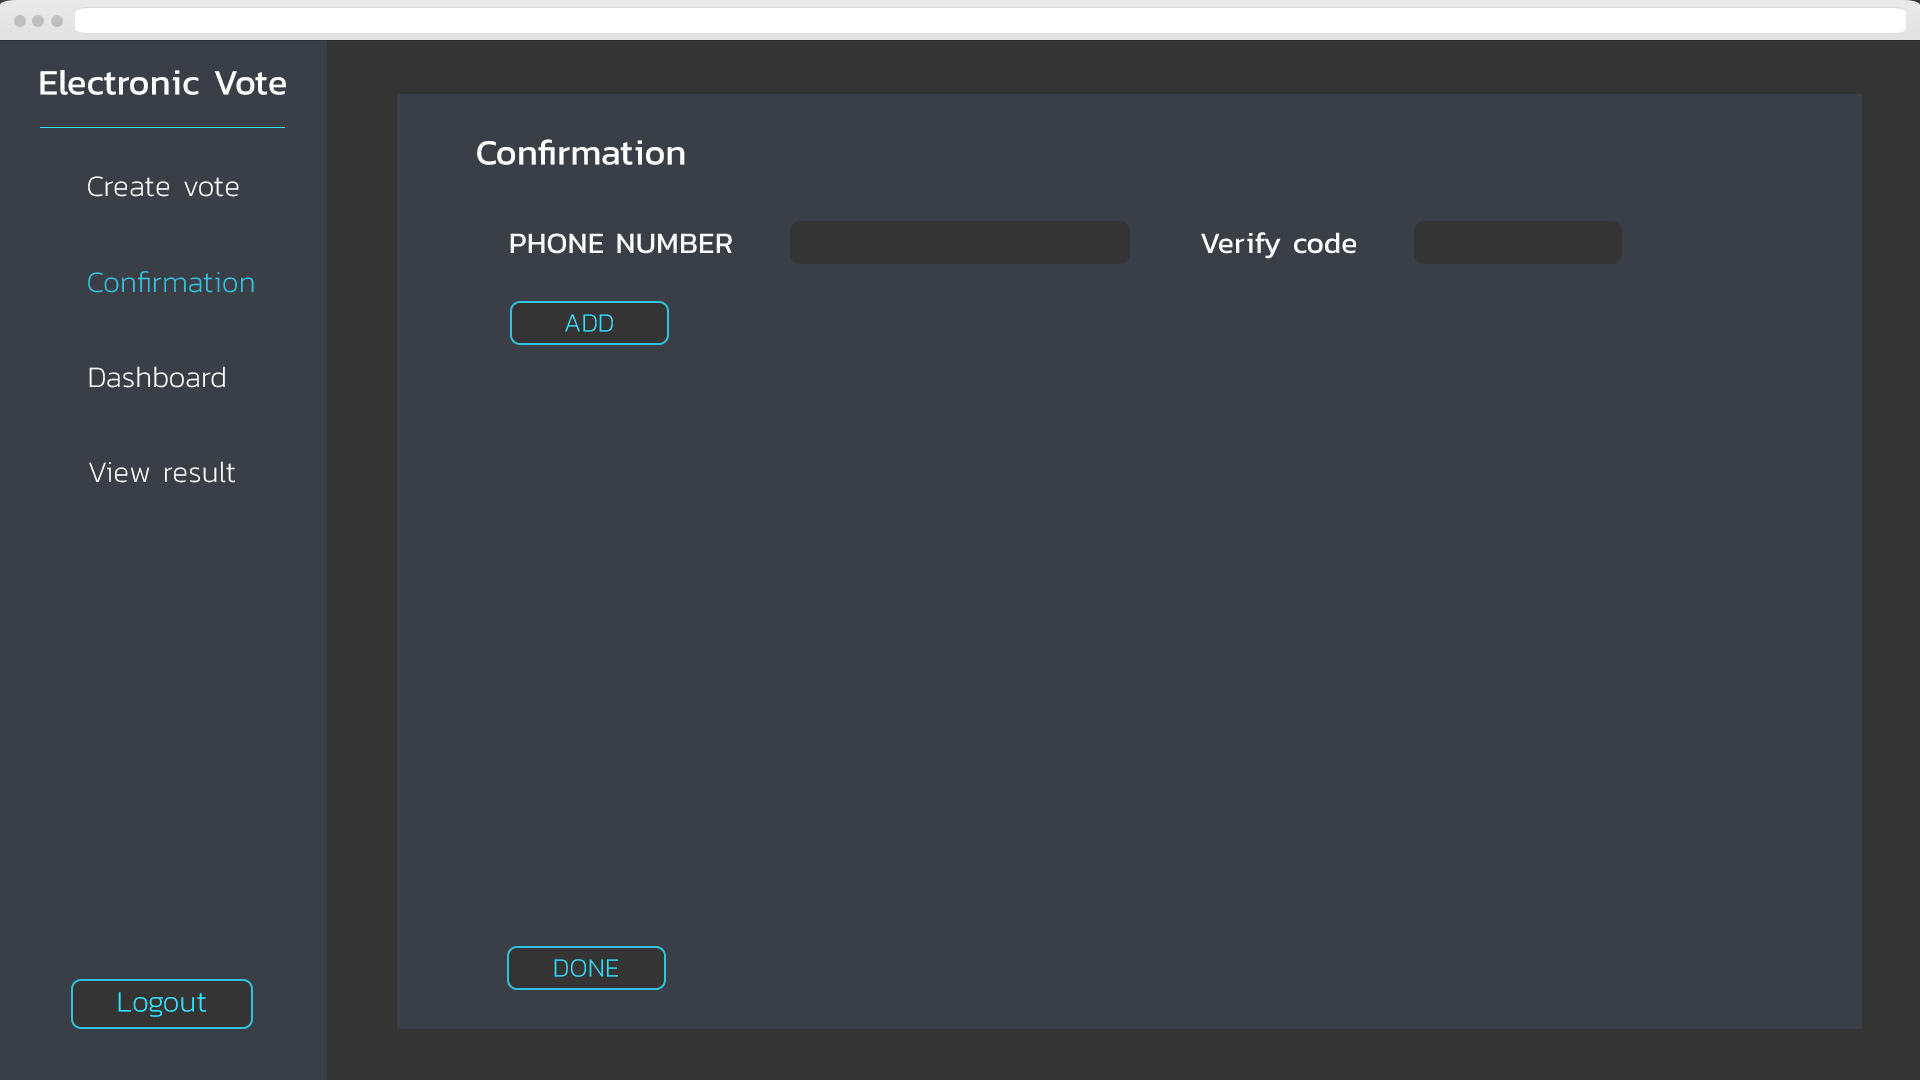 Electronic Vote
Create vote
Confirmation
Dashboard
View result
Logout
Confirmation
PHONE NUMBER
Verify code
ADD
DONE